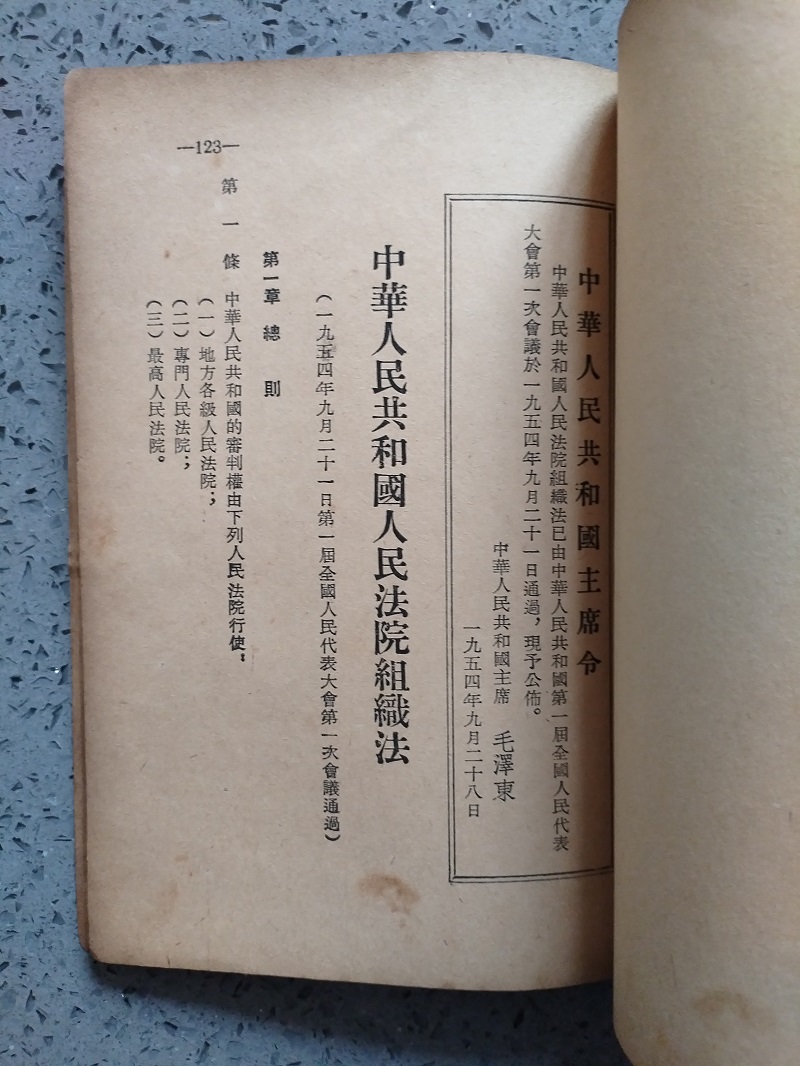 中華人民共和國主席令
中華人民共和國人民法院組織法已由中華人民共和國第一屆全國人民代表
大會第一次會議於一九五四年九月二十一日通過，現予公佈。
中華人民共和國主席 毛澤東
一九五四年九月二十八日
中華人民共和國人民法院組織法
（一九五四年九月二十一日第一屆全國人民代表大會第一次會議通過）
第一章 總則
第一條 中華人民共和國的審判權由下列人民法院行使：
（一）地方各級人民法院；
（二）專門人民法院；
（三）最高人民法院。
—123—